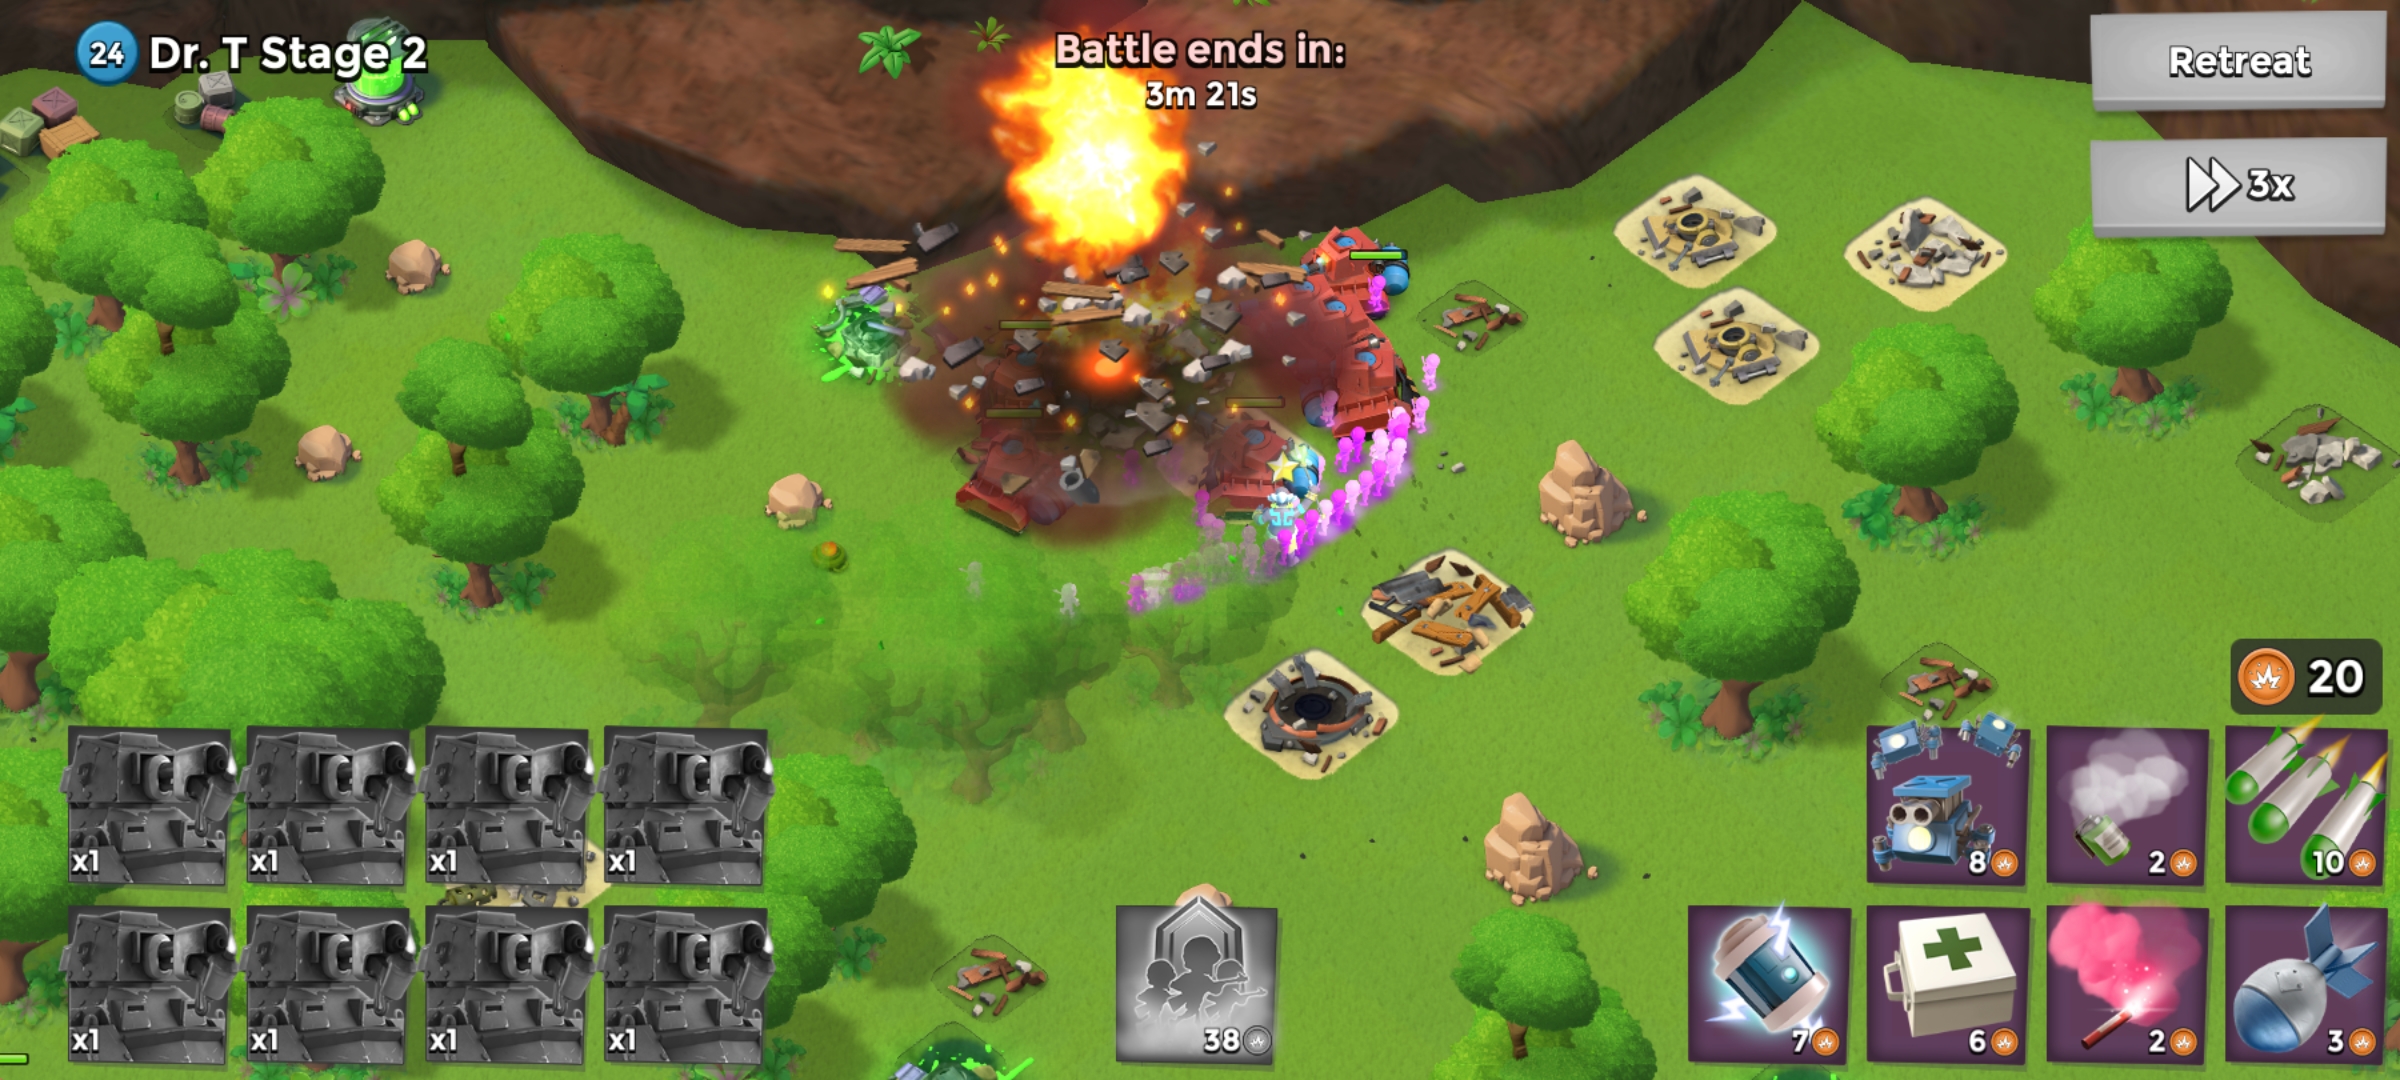 24 Dr. T Stage 2
Battle ends in:
3m 21s
Retreat
3x
20
8
2
10
x1
x1
x1
x1
x1
x1
x1
x1
38
7
6
2
3